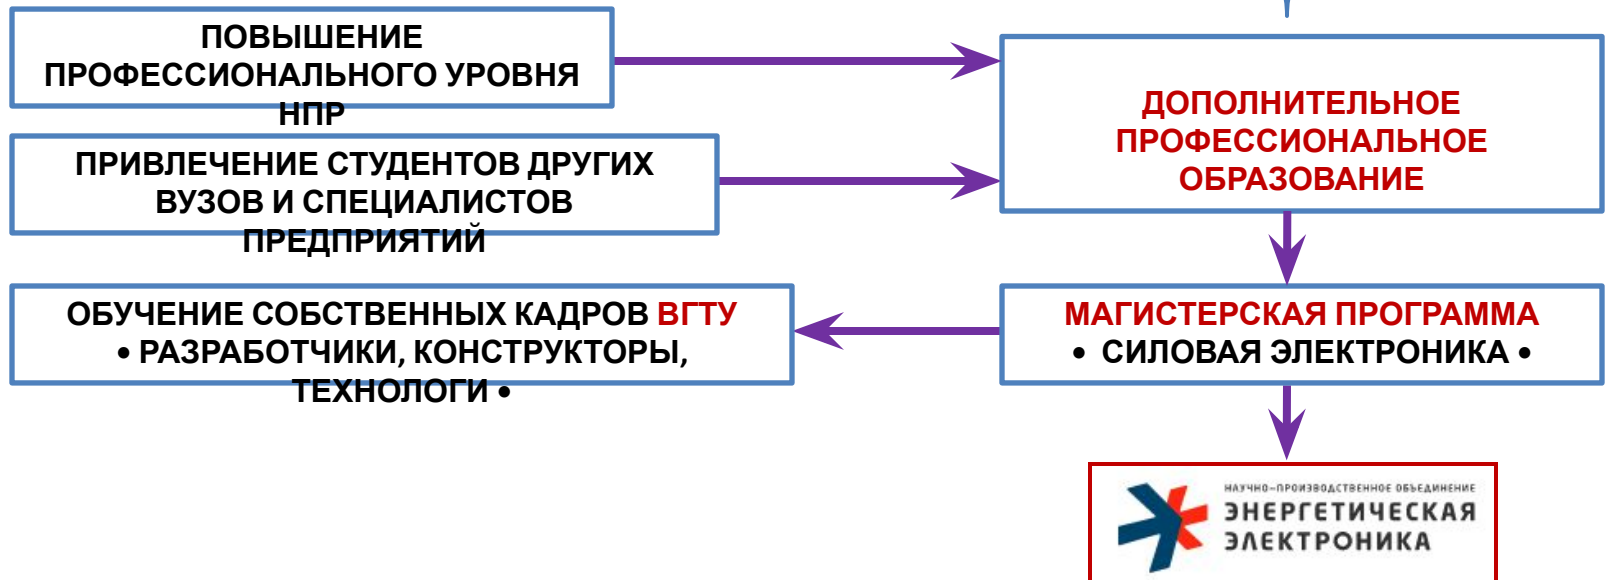 ПОВЫШЕНИЕ
ПРОФЕССИОНАЛЬНОГО УРОВНЯ
НПР
ДОПОЛНИТЕЛЬНОЕ
ПРОФЕССИОНАЛЬНОЕ
ОБРАЗОВАНИЕ
ПРИВЛЕЧЕНИЕ СТУДЕНТОВ ДРУГИХ
ВУЗОВ И СПЕЦИАЛИСТОВ
ПРЕДПРИЯТИЙ
ОБУЧЕНИЕ СОБСТВЕННЫХ КАДРОВ ВГТУ
• РАЗРАБОТЧИКИ, КОНСТРУКТОРЫ,
ТЕХНОЛОГИ •
МАГИСТЕРСКАЯ ПРОГРАММА
• СИЛОВАЯ ЭЛЕКТРОНИКА •
НАУЧНО-ПРОИЗВОДСТВЕННОЕ ОБЪЕДИНЕНИЕ
ЭНЕРГЕТИЧЕСКАЯ
ЭЛЕКТРОНИКА